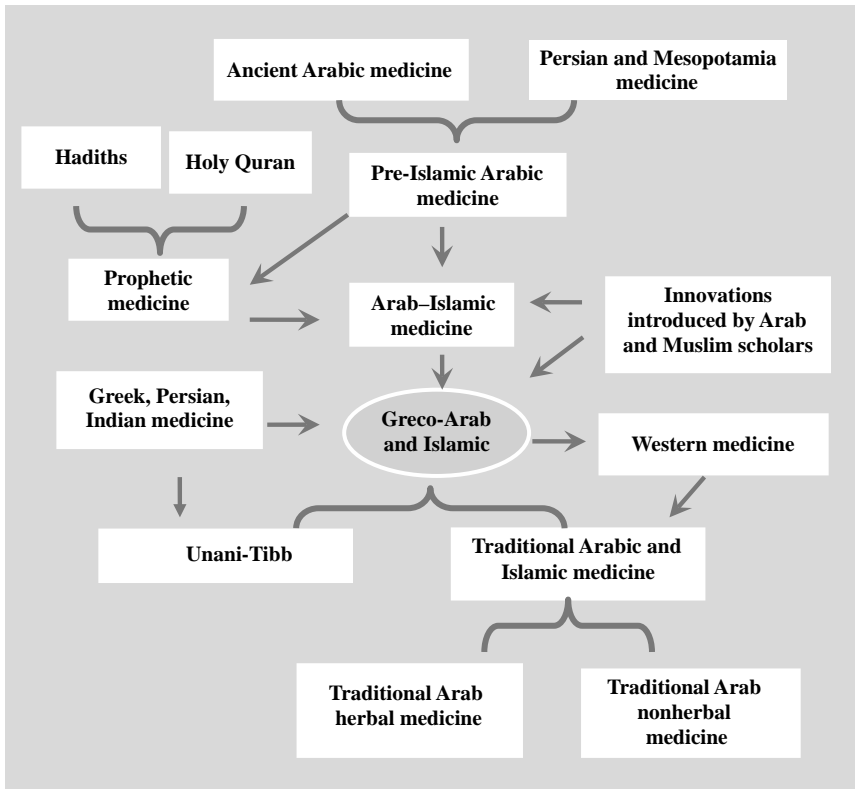 Ancient Arabic medicine
Persian and Mesopotamia
medicine
Hadiths
Holy Quran
Pre-Islamic Arabic
medicine
Prophetic
medicine
Arab–Islamic
medicine
Innovations
introduced by Arab
and Muslim scholars
Greek, Persian,
Indian medicine
Greco-Arab
and Islamic
Western medicine
Unani-Tibb
Traditional Arabic and
Islamic medicine
Traditional Arab
herbal medicine
Traditional Arab
nonherbal
medicine